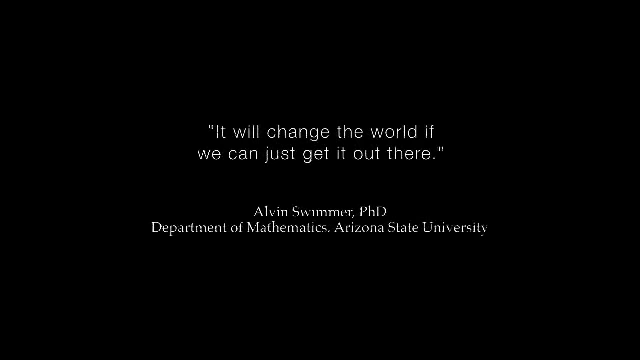 "It will change the world if
we can just get it out there."
Alvin Swimmer, PhD
Department of Mathematics. Arizona State University